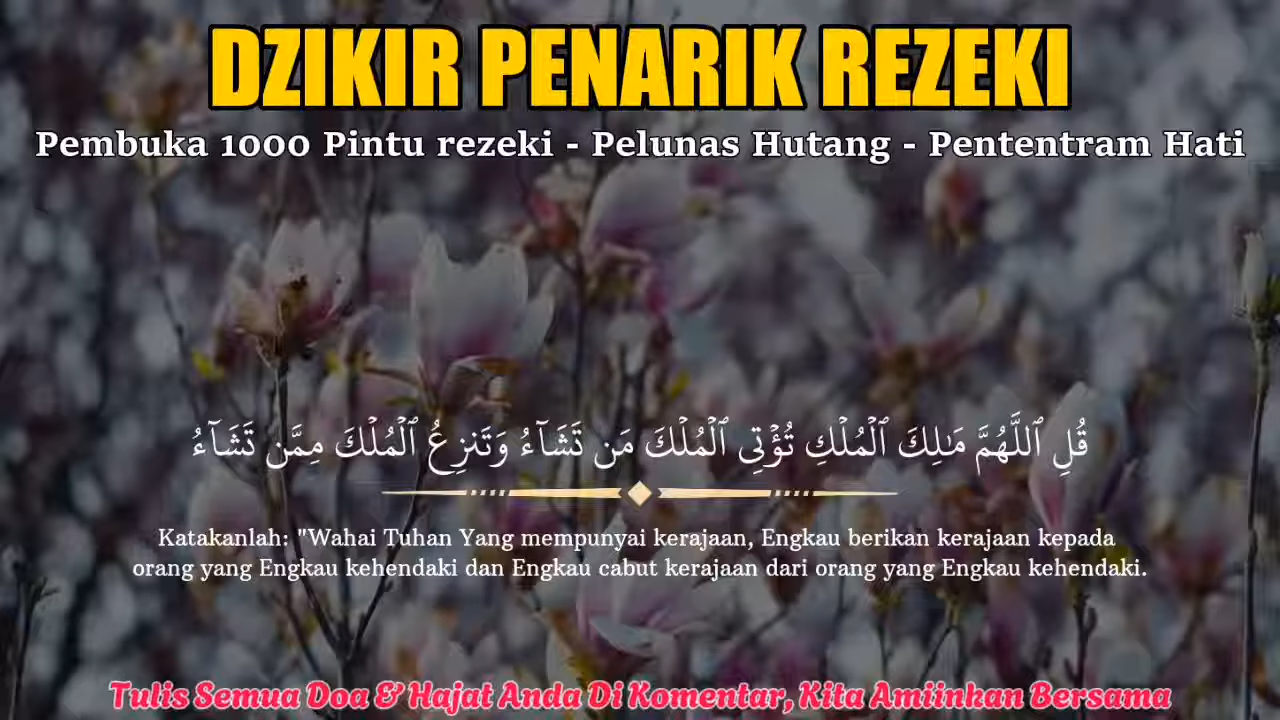 DZIKIR PENARIK REZEKI
Pembuka 1000 Pintu rezeki - Pelunas Hutang - Pententram Hati
قُلِ ٱللَّهُمَّ مَـٰلِكَ ٱلْمُلْكِ تُؤْتِى ٱلْمُلْكَ مَن تَشَآءُ وَتَنزِعُ ٱلْمُلْكَ مِمَّن تَشَآءُ
Katakanlah: "Wahai Tuhan Yang mempunyai kerajaan, Engkau berikan kerajaan kepada
orang yang Engkau kehendaki dan Engkau cabut kerajaan dari orang yang Engkau kehendaki.
Tulis Semua Doa & Hajat Anda Di Komentar, Kita Amiinkan Bersama